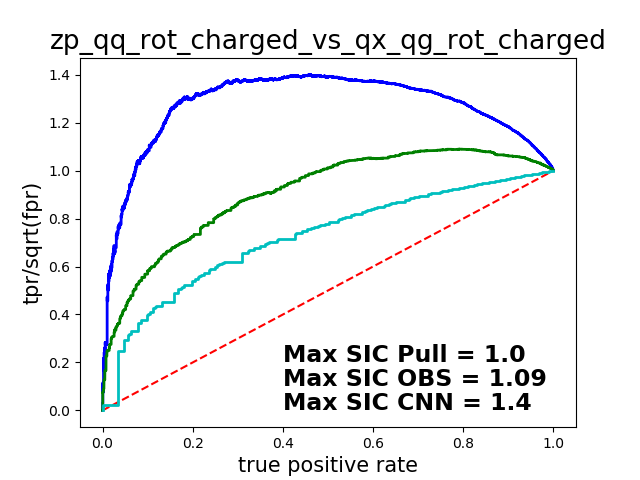 zp_qq_rot_charged_vs_qx_qg_rot_charged
tpr/sqrt(fpr)
1.4
1.2
1.0
0.8
0.6
0.4
0.2
0.0
Max SIC Pull = 1.0
Max SIC OBS = 1.09
Max SIC CNN = 1.4
0.0 0.2 0.4 0.6 0.8 1.0
true positive rate